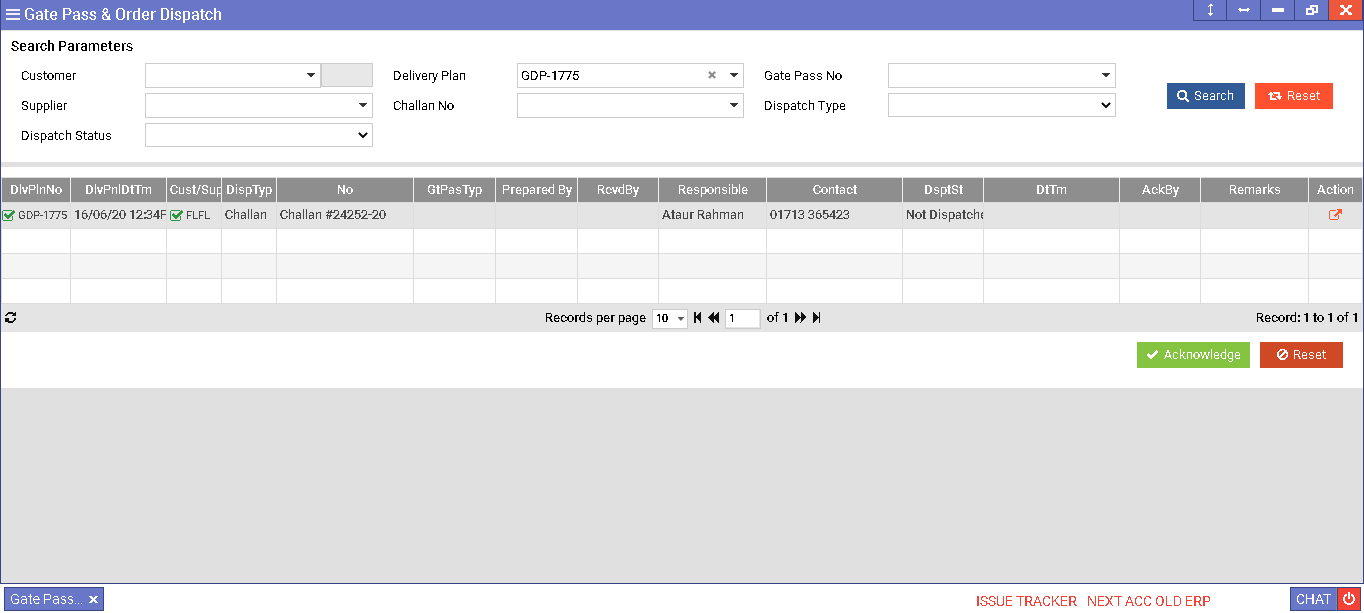 Gate Pass & Order Dispatch
Search Parameters
Customer Delivery Plan GDP-1775 Gate Pass No
Supplier Challan No Dispatch Type Search Reset
Dispatch Status
DlvPlnNo DlvPnlDtTm Cust/Sup DispTyp No GtPasTyp Prepared By RcvdBy Responsible Contact DsptSt DtTm AckBy Remarks Action
GDP-1775 16/06/20 12:34P FLFL Challan Challan #24252-20 Ataur Rahman 01713 365423 Not Dispatche
Records per page 10 1 of 1 Record: 1 to 1 of 1
Acknowledge Reset
Gate Pass... ISSUE TRACKER NEXT ACC OLD ERP CHAT